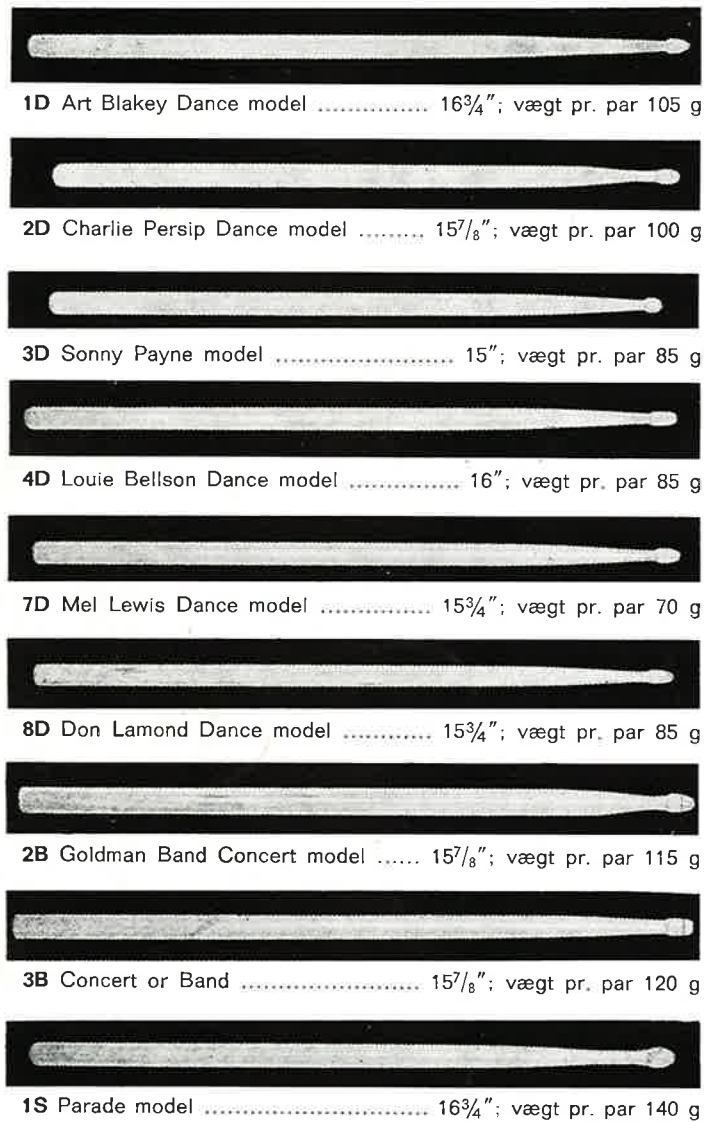 1D Art Blakey Dance model ............... 16¾″; vægt pr. par 105 g
2D Charlie Persip Dance model ......... 15⅞″; vægt pr. par 100 g
3D Sonny Payne model ........................ 15″; vægt pr. par 85 g
4D Louie Bellson Dance model ............... 16″; vægt pr. par 85 g
7D Mel Lewis Dance model ............... 15¾″; vægt pr. par 70 g
8D Don Lamond Dance model ............ 15¾″; vægt pr. par 85 g
2B Goldman Band Concert model ...... 15⅞″; vægt pr. par 115 g
3B Concert or Band ........................ 15⅞″; vægt pr. par 120 g
1S Parade model .............................. 16¾″; vægt pr. par 140 g